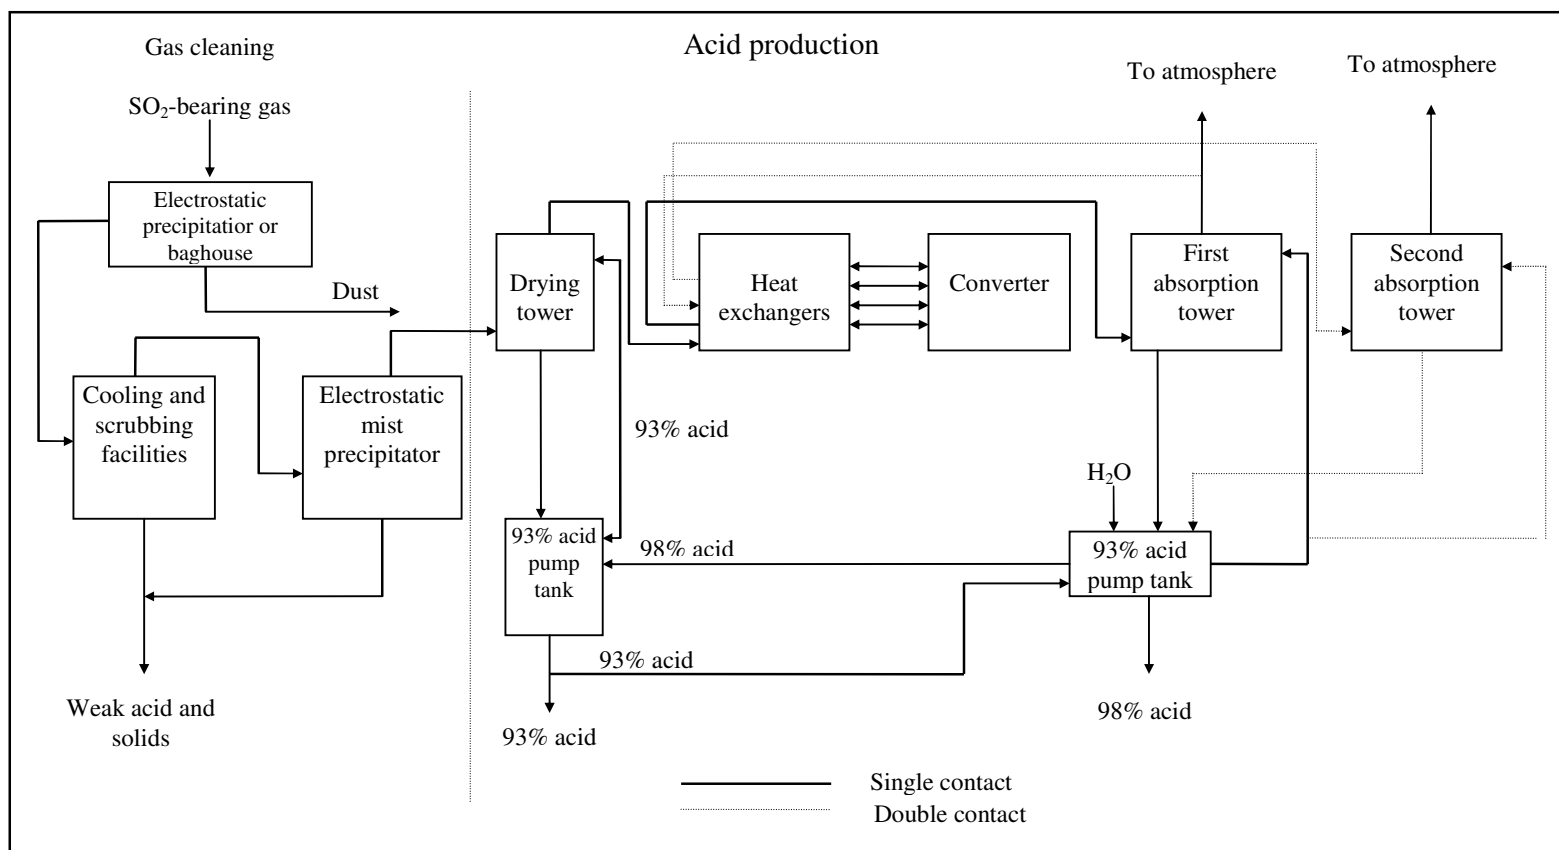 Gas cleaning
Acid production
To atmosphere
To atmosphere
SO₂-bearing gas
Electrostatic
precipitatior or
baghouse
Dust
Drying
tower
Heat
exchangers
Converter
First
absorption
tower
Second
absorption
tower
Cooling and
scrubbing
facilities
Electrostatic
mist
precipitator
93% acid
H₂O
93% acid
pump
tank
98% acid
93% acid
pump tank
93% acid
Weak acid and
solids
93% acid
98% acid
Single contact
Double contact